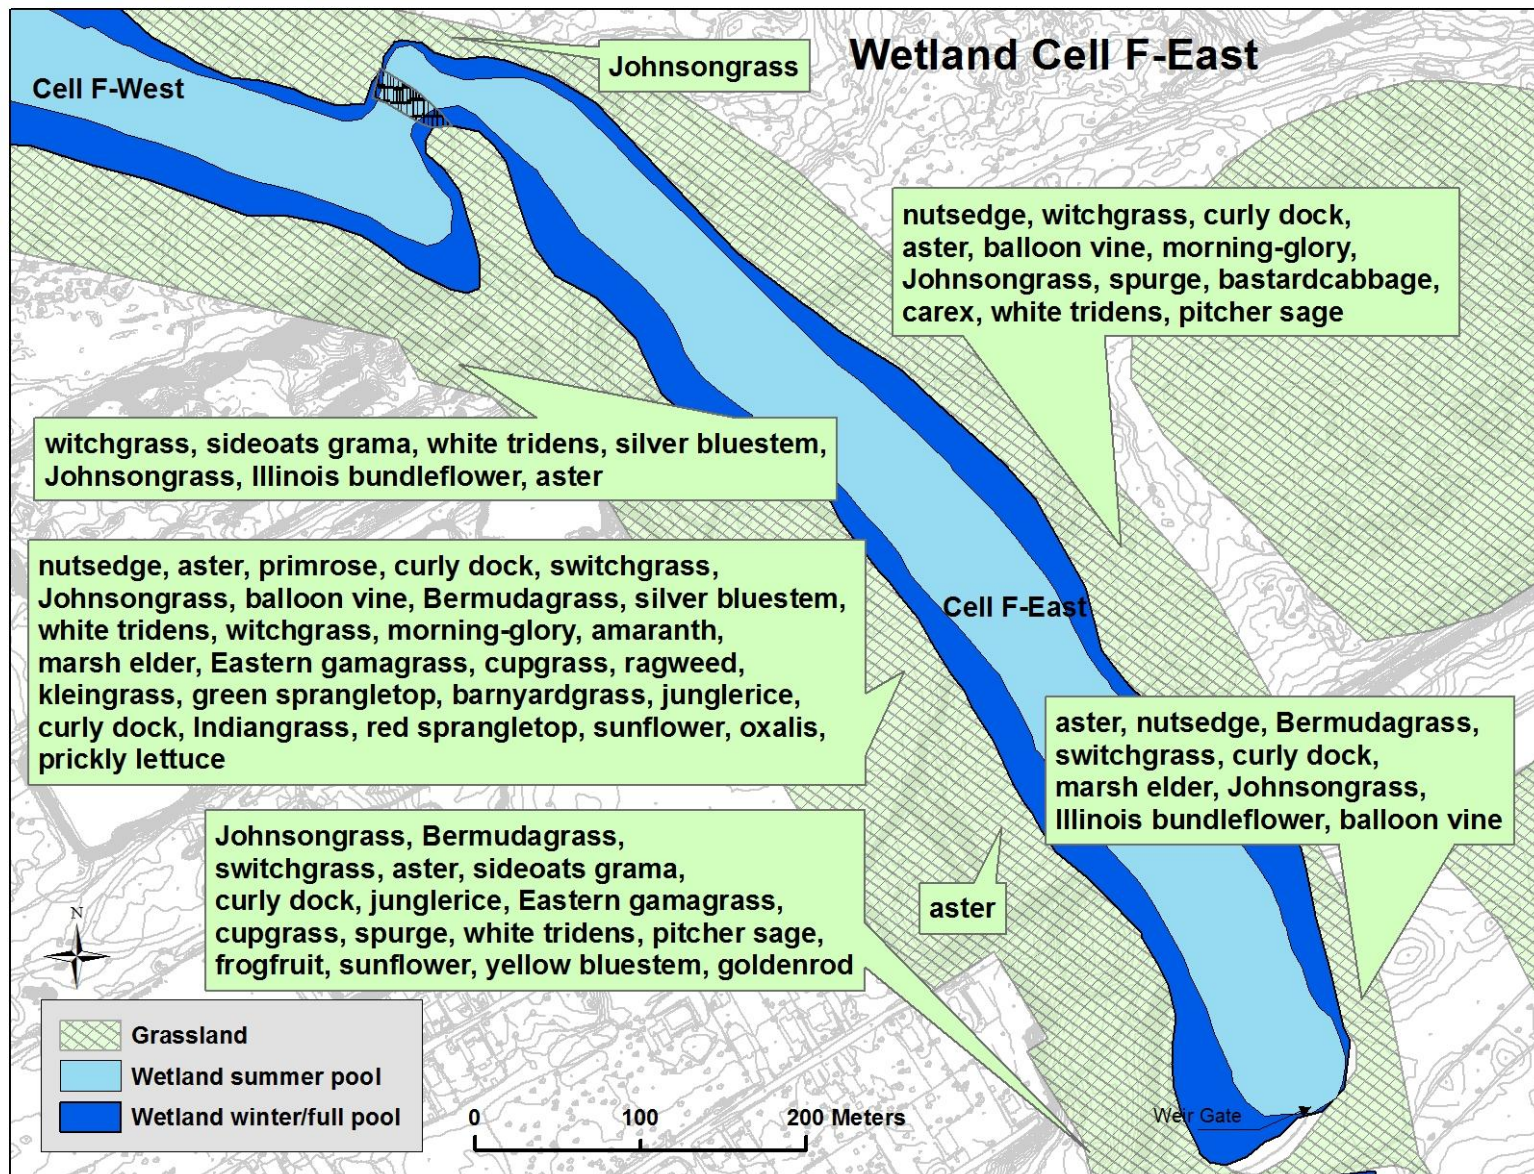 Wetland Cell F-East
Johnsongrass
Cell F-West
nutsedge, witchgrass, curly dock,
aster, balloon vine, morning-glory,
Johnsongrass, spurge, bastardcabbage,
carex, white tridens, pitcher sage
witchgrass, sideoats grama, white tridens, silver bluestem,
Johnsongrass, Illinois bundleflower, aster
nutsedge, aster, primrose, curly dock, switchgrass,
Johnsongrass, balloon vine, Bermudagrass, silver bluestem,
white tridens, witchgrass, morning-glory, amaranth,
marsh elder, Eastern gamagrass, cupgrass, ragweed,
kleingrass, green sprangletop, barnyardgrass, junglerice,
curly dock, Indiangrass, red sprangletop, sunflower, oxalis,
prickly lettuce
Cell F-East
aster, nutsedge, Bermudagrass,
switchgrass, curly dock,
marsh elder, Johnsongrass,
Illinois bundleflower, balloon vine
Johnsongrass, Bermudagrass,
switchgrass, aster, sideoats grama,
curly dock, junglerice, Eastern gamagrass,
cupgrass, spurge, white tridens, pitcher sage,
frogfruit, sunflower, yellow bluestem, goldenrod
aster
N
Grassland
Wetland summer pool
Wetland winter/full pool
0 100 200 Meters
Weir Gate